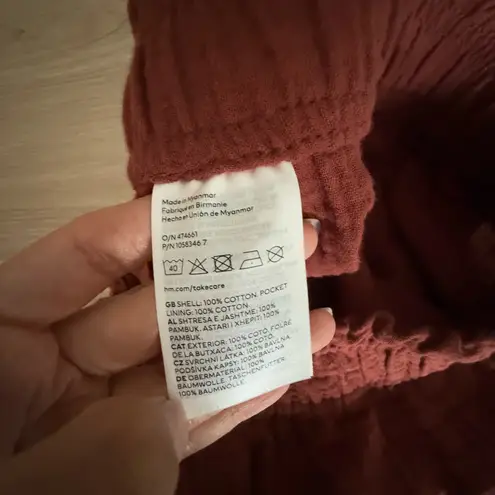 Made in Myanmar
Fabriqué en Birmanie
Hecho en Unión de Myanmar
O/N 474661
P/N 1058346.7
40
hm.com/takecare
GB SHELL: 100% COTTON. POCKET
LINING: 100% COTTON
AL SHTRESA E JASHTME: 100%
PAMBUK. ASTARI I XHEPIT: 100%
PAMBUK.
CAT EXTERIOR: 100% COTÓ. FOLRE
DE LA BUTXACA: 100% COTÓ.
CZ SVRCHNÍ LÁTKA: 100% BAVLNA
PODŠÍVKA KAPSY: 100% BAVLNA
DE OBERMATERIAL: 100%
BAUMWOLLE. TASCHENFUTTER
100% BAUMWOLLE.